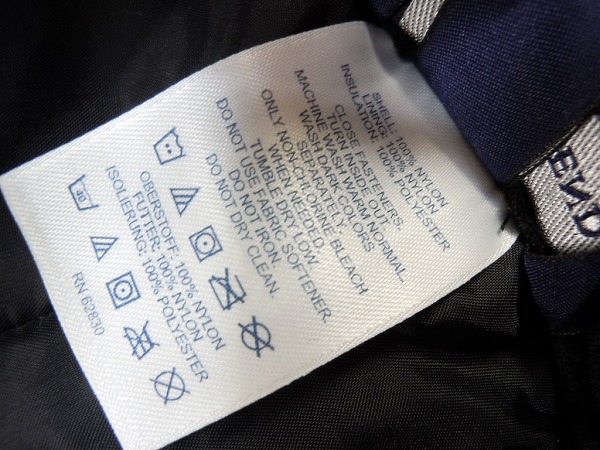 SHELL: 100% NYLON
LINING: 100% NYLON
INSULATION: 100% POLYESTER
CLOSE FASTENERS.
TURN INSIDE OUT.
MACHINE WASH WARM NORMAL.
WASH DARK COLORS
SEPARATELY.
ONLY NON-CHLORINE BLEACH
WHEN NEEDED.
TUMBLE DRY LOW.
DO NOT USE FABRIC SOFTENER.
DO NOT IRON.
DO NOT DRY CLEAN.
OBERSTOFF: 100% NYLON
FUTTER: 100% NYLON
ISOLIERUNG: 100% POLYESTER
40
RN 62830